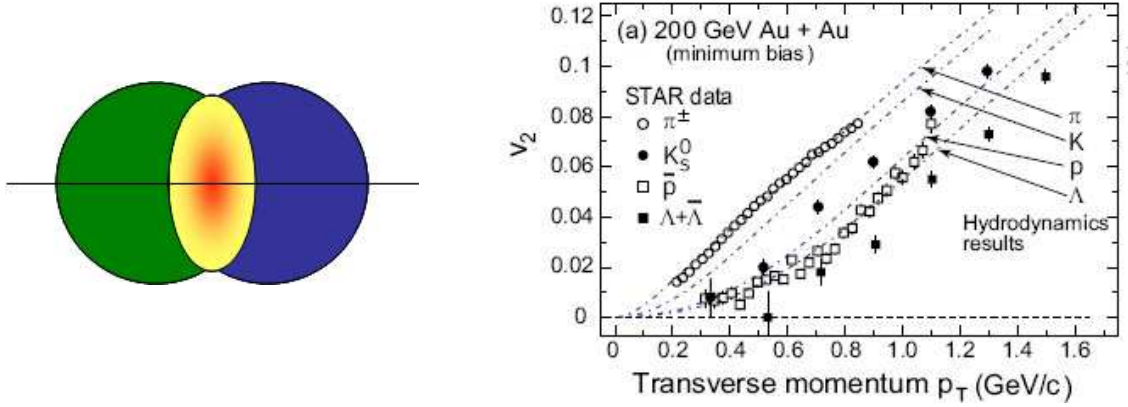 0.12
0.1
0.08
0.06
0.04
0.02
0
v₂
(a) 200 GeV Au + Au
(minimum bias)
STAR data
π±
K⁰S
p̄
Λ+Λ̄
π
K
p
Λ
Hydrodynamics
results
0 0.2 0.4 0.6 0.8 1.0 1.2 1.4 1.6
Transverse momentum pT (GeV/c)